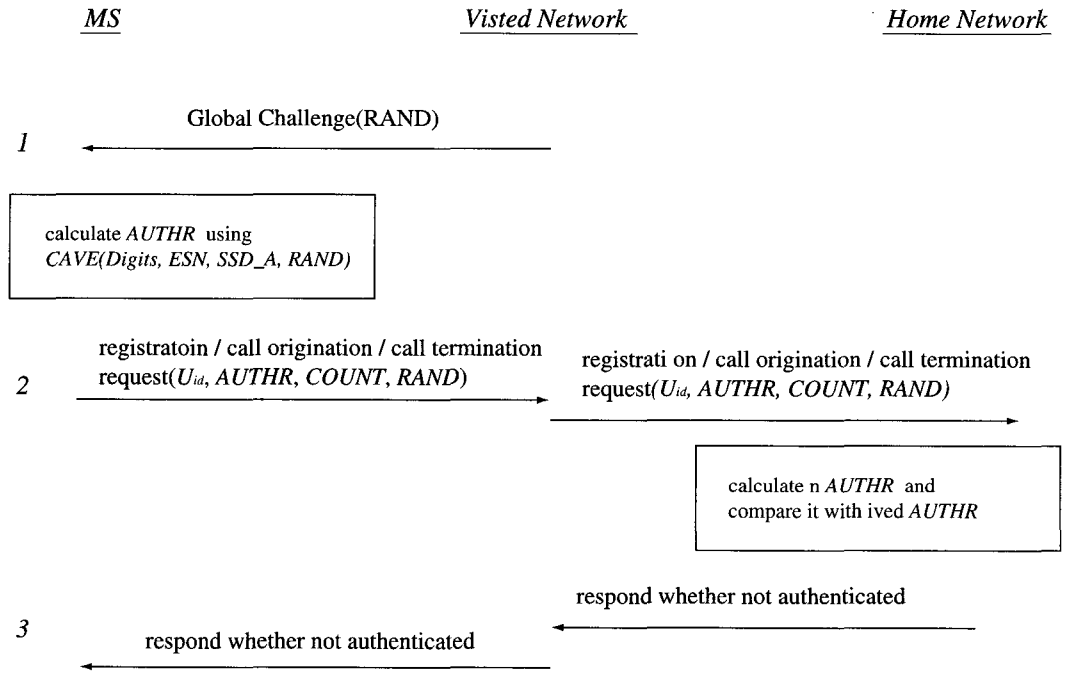 MS Visted Network Home Network
Global Challenge(RAND)
1
calculate AUTHR using
CAVE(Digits, ESN, SSD_A, RAND)
2
registratoin / call origination / call termination
request(Uid, AUTHR, COUNT, RAND)
registrati on / call origination / call termination
request(Uid, AUTHR, COUNT, RAND)
calculate n AUTHR and
compare it with ived AUTHR
3
respond whether not authenticated
respond whether not authenticated